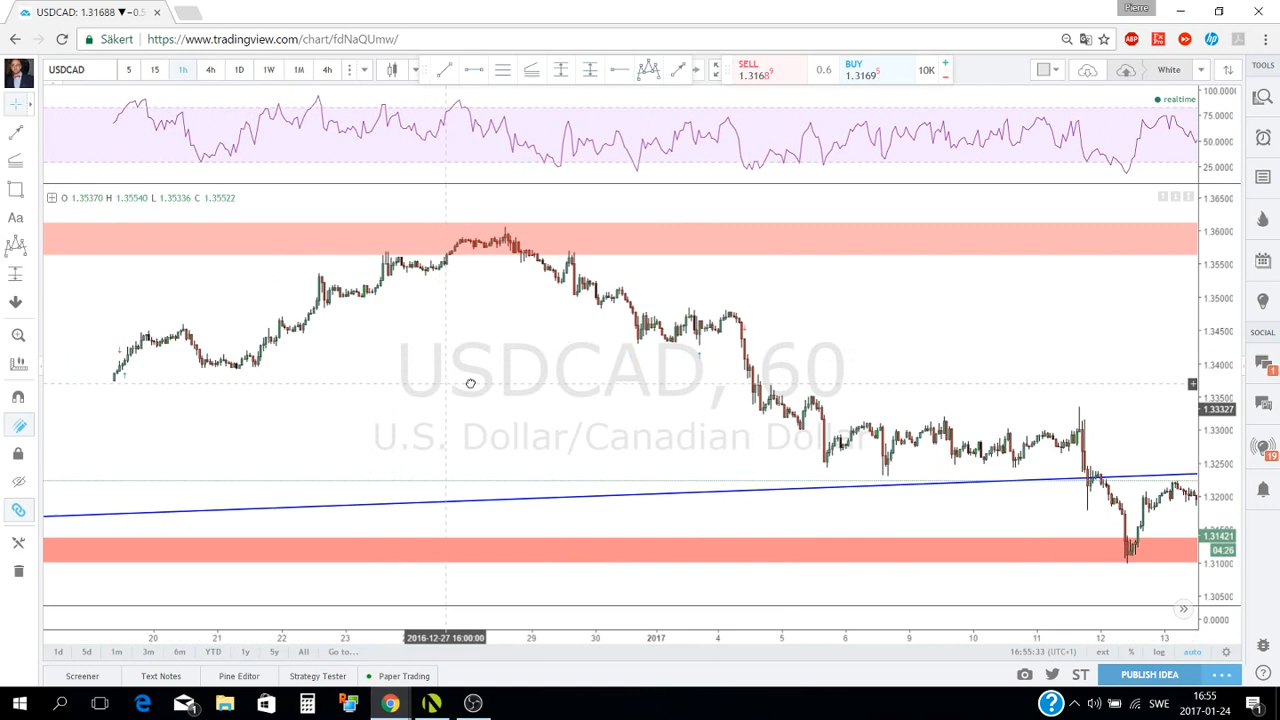 USDCAD: 1.31688 ▼−0.5
Pierre
Säkert
https://www.tradingview.com/chart/fdNaQUmw/
USDCAD 5 15 1h 4h 1D 1W 1M 4h
SELL
1.31689
0.6
BUY
1.31695
10K
White
TOOLS
100.0000
realtime
75.0000
50.0000
25.0000
O 1.35370 H 1.35540 L 1.35336 C 1.35522
1.36500
1.36000
1.35500
1.35000
1.34500
1.34000
1.33500
1.33327
1.33000
1.32500
1.32000
1.31421
04:26
1.31000
1.30500
0.0000
USDCAD, 60
U.S. Dollar/Canadian Dollar
SOCIAL
1
19
20 21 22 23 2016-12-27 16:00:00 29 30 2017 4 5 6 9 10 11 12 13
1d 5d 1m 3m 6m YTD 1y 5y All Go to... 16:55:33 (UTC+1) ext % log auto
Screener Text Notes Pine Editor Strategy Tester Paper Trading ST PUBLISH IDEA
SWE
16:55
2017-01-24